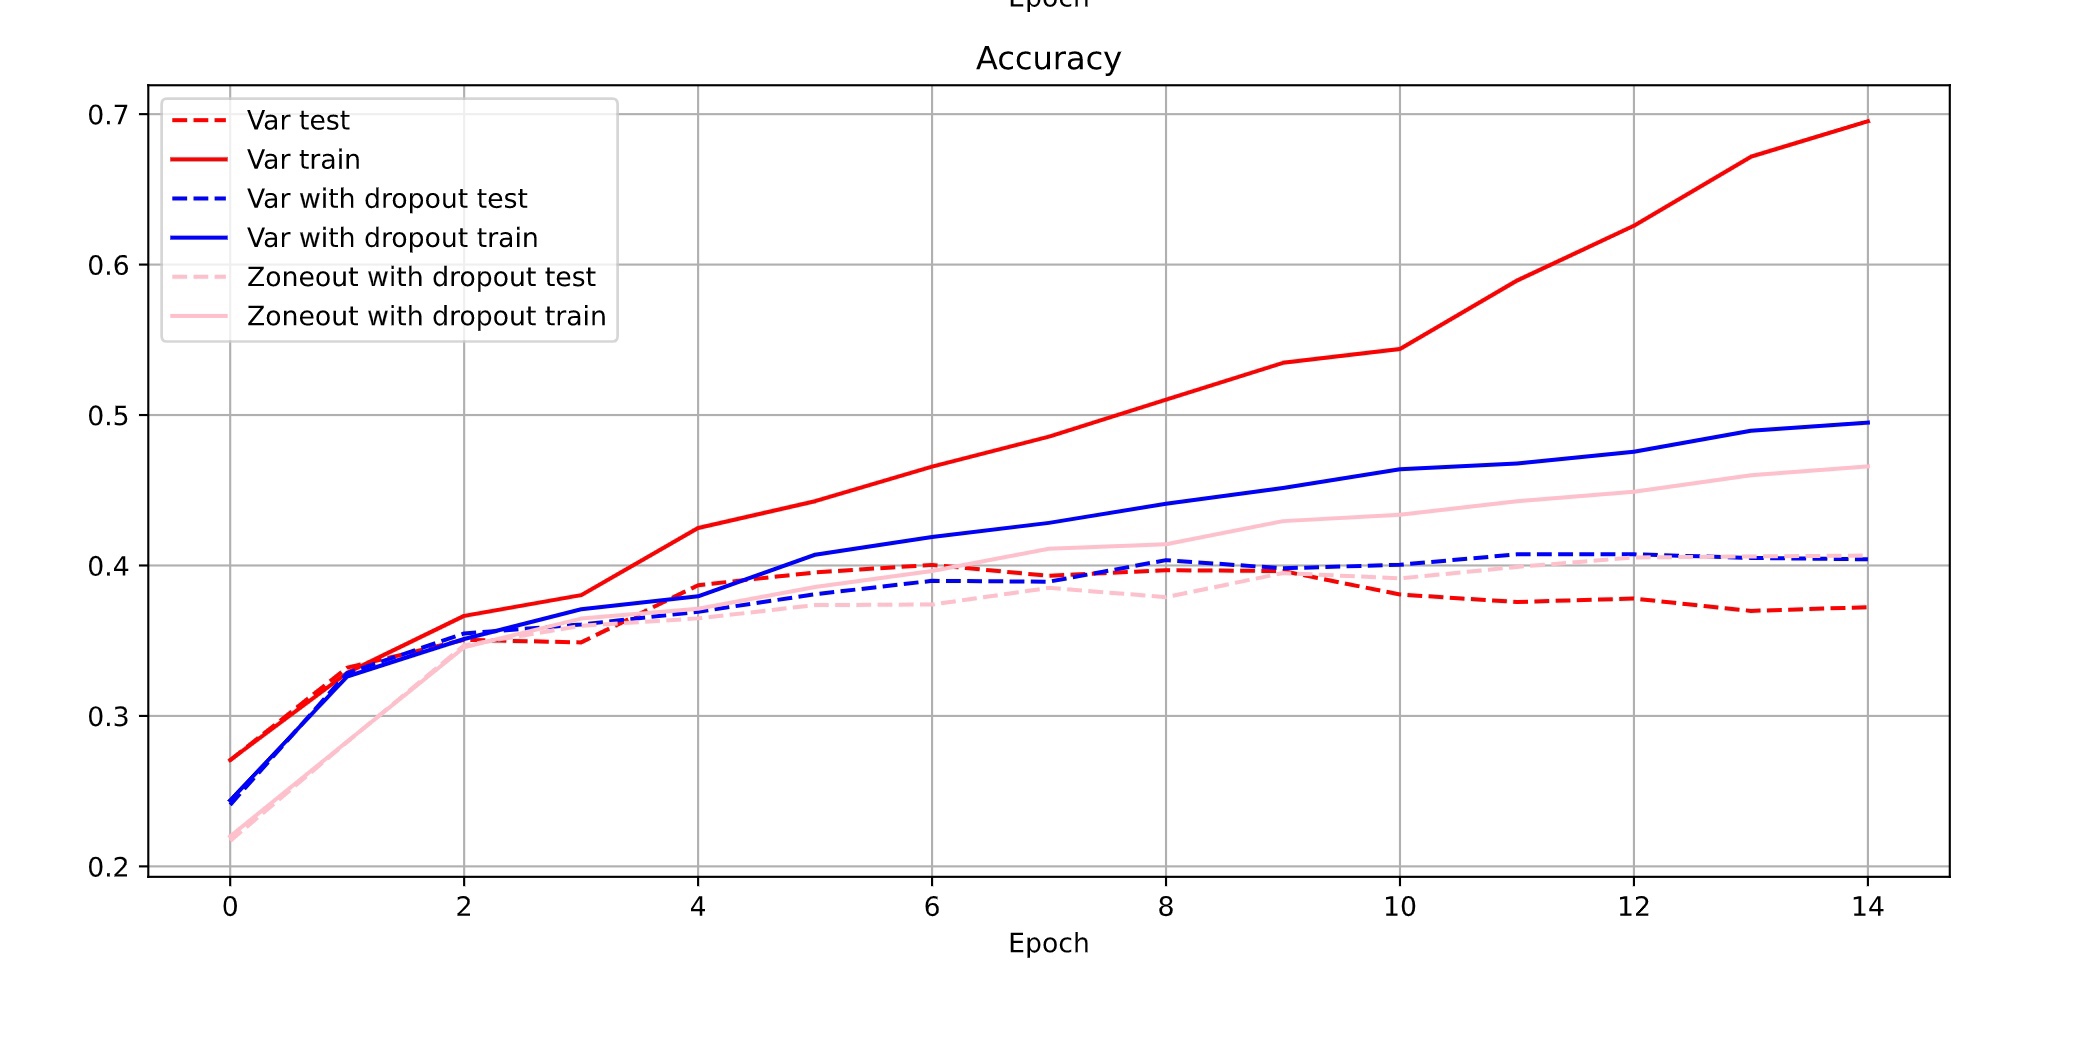 Epoch
Accuracy
0.7
0.6
0.5
0.4
0.3
0.2
Var test
Var train
Var with dropout test
Var with dropout train
Zoneout with dropout test
Zoneout with dropout train
0 2 4 6 8 10 12 14
Epoch